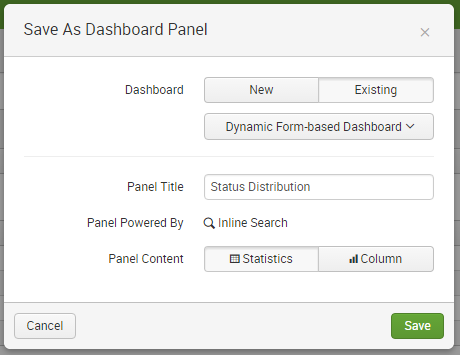 Save As Dashboard Panel
×
Dashboard New Existing
Dynamic Form-based Dashboard
Panel Title Status Distribution
Panel Powered By Inline Search
Panel Content Statistics Column
Cancel Save